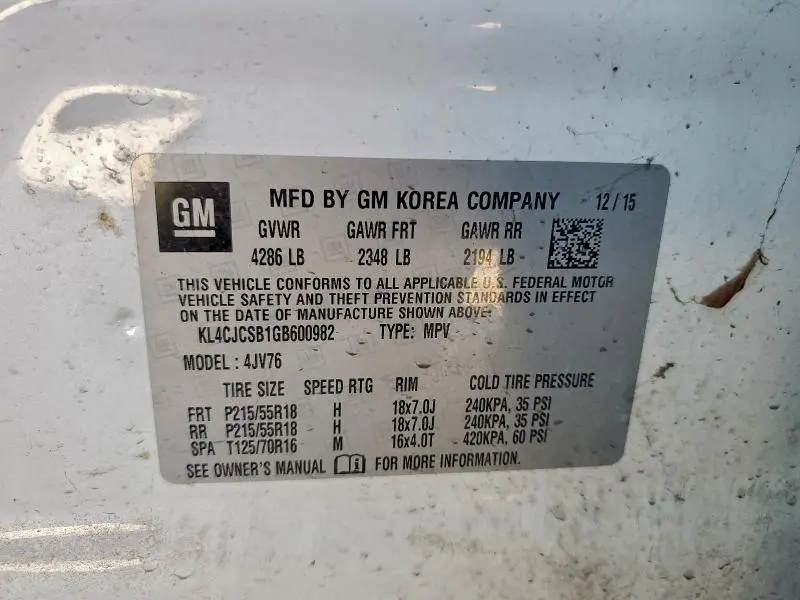 GM MFD BY GM KOREA COMPANY 12/15
GVWR GAWR FRT GAWR RR
4286 LB 2348 LB 2194 LB
THIS VEHICLE CONFORMS TO ALL APPLICABLE U.S. FEDERAL MOTOR
VEHICLE SAFETY AND THEFT PREVENTION STANDARDS IN EFFECT
ON THE DATE OF MANUFACTURE SHOWN ABOVE.
KL4CJCSB1GB600982 TYPE: MPV
MODEL: 4JV76
TIRE SIZE SPEED RTG RIM COLD TIRE PRESSURE
FRT P215/55R18 H 18x7.0J 240KPA, 35 PSI
RR P215/55R18 H 18x7.0J 240KPA, 35 PSI
SPA T125/70R16 M 16x4.0T 420KPA, 60 PSI
SEE OWNER'S MANUAL FOR MORE INFORMATION.